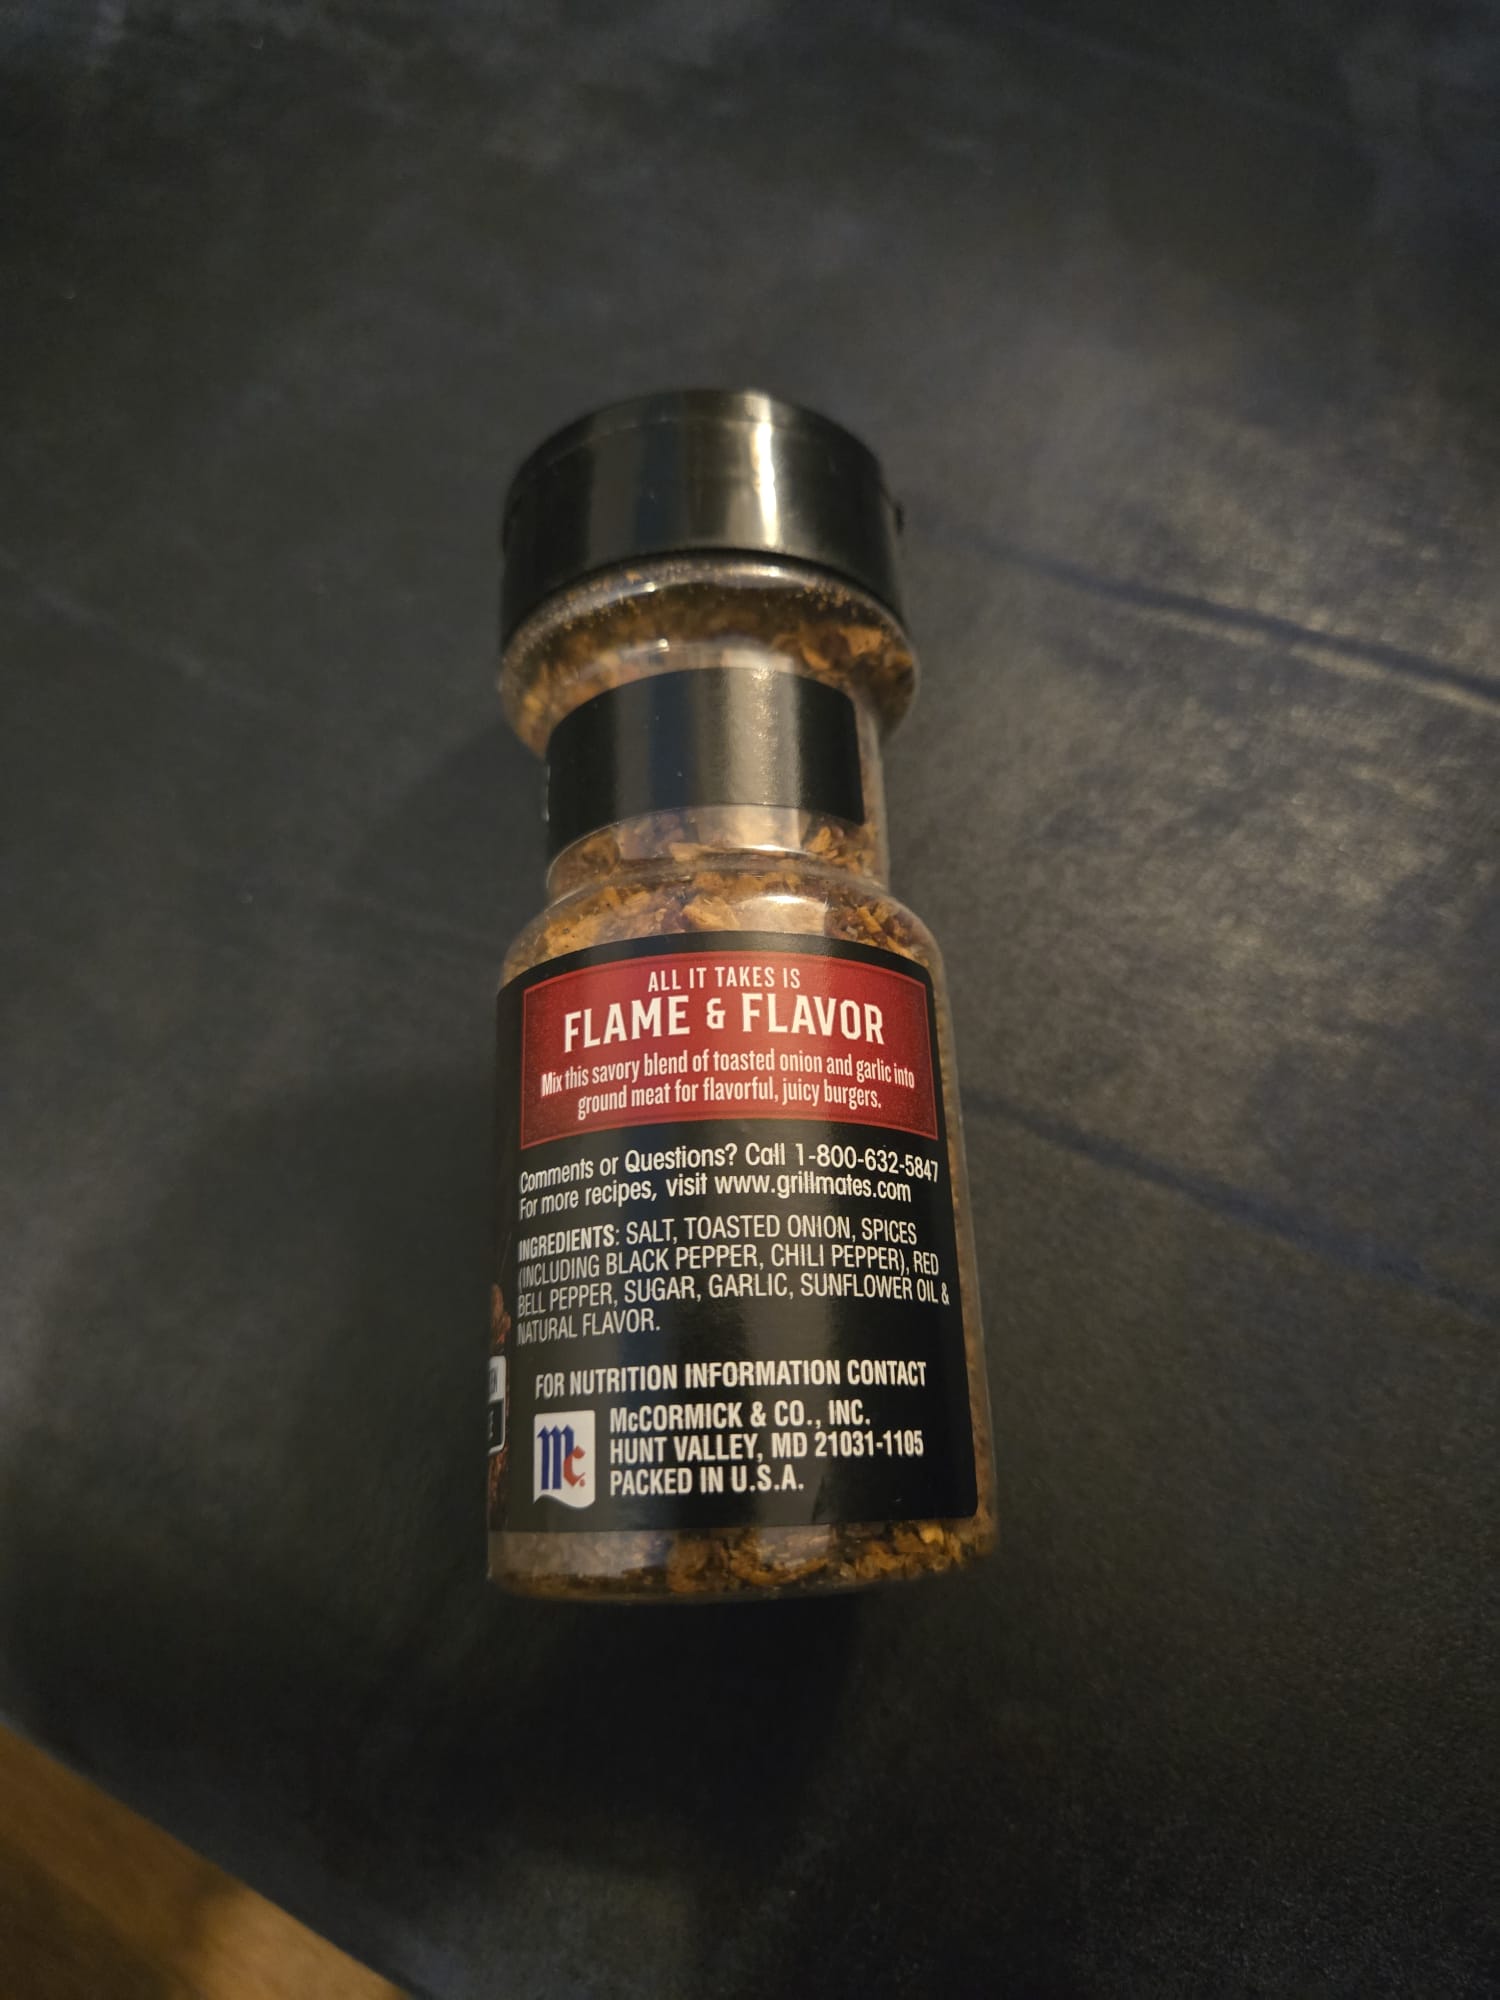 ALL IT TAKES IS
FLAME & FLAVOR
Mix this savory blend of toasted onion and garlic into
ground meat for flavorful, juicy burgers.
Comments or Questions? Call 1-800-632-5847
For more recipes, visit www.grillmates.com
INGREDIENTS: SALT, TOASTED ONION, SPICES
(INCLUDING BLACK PEPPER, CHILI PEPPER), RED
BELL PEPPER, SUGAR, GARLIC, SUNFLOWER OIL &
NATURAL FLAVOR.
FOR NUTRITION INFORMATION CONTACT
McCORMICK & CO., INC.
HUNT VALLEY, MD 21031-1105
PACKED IN U.S.A.
Mc